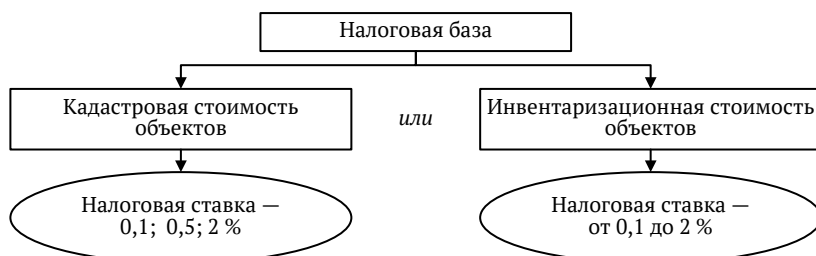 Налоговая база
Кадастровая стоимость
объектов
или
Инвентаризационная стоимость
объектов
Налоговая ставка —
0,1; 0,5; 2 %
Налоговая ставка —
от 0,1 до 2 %